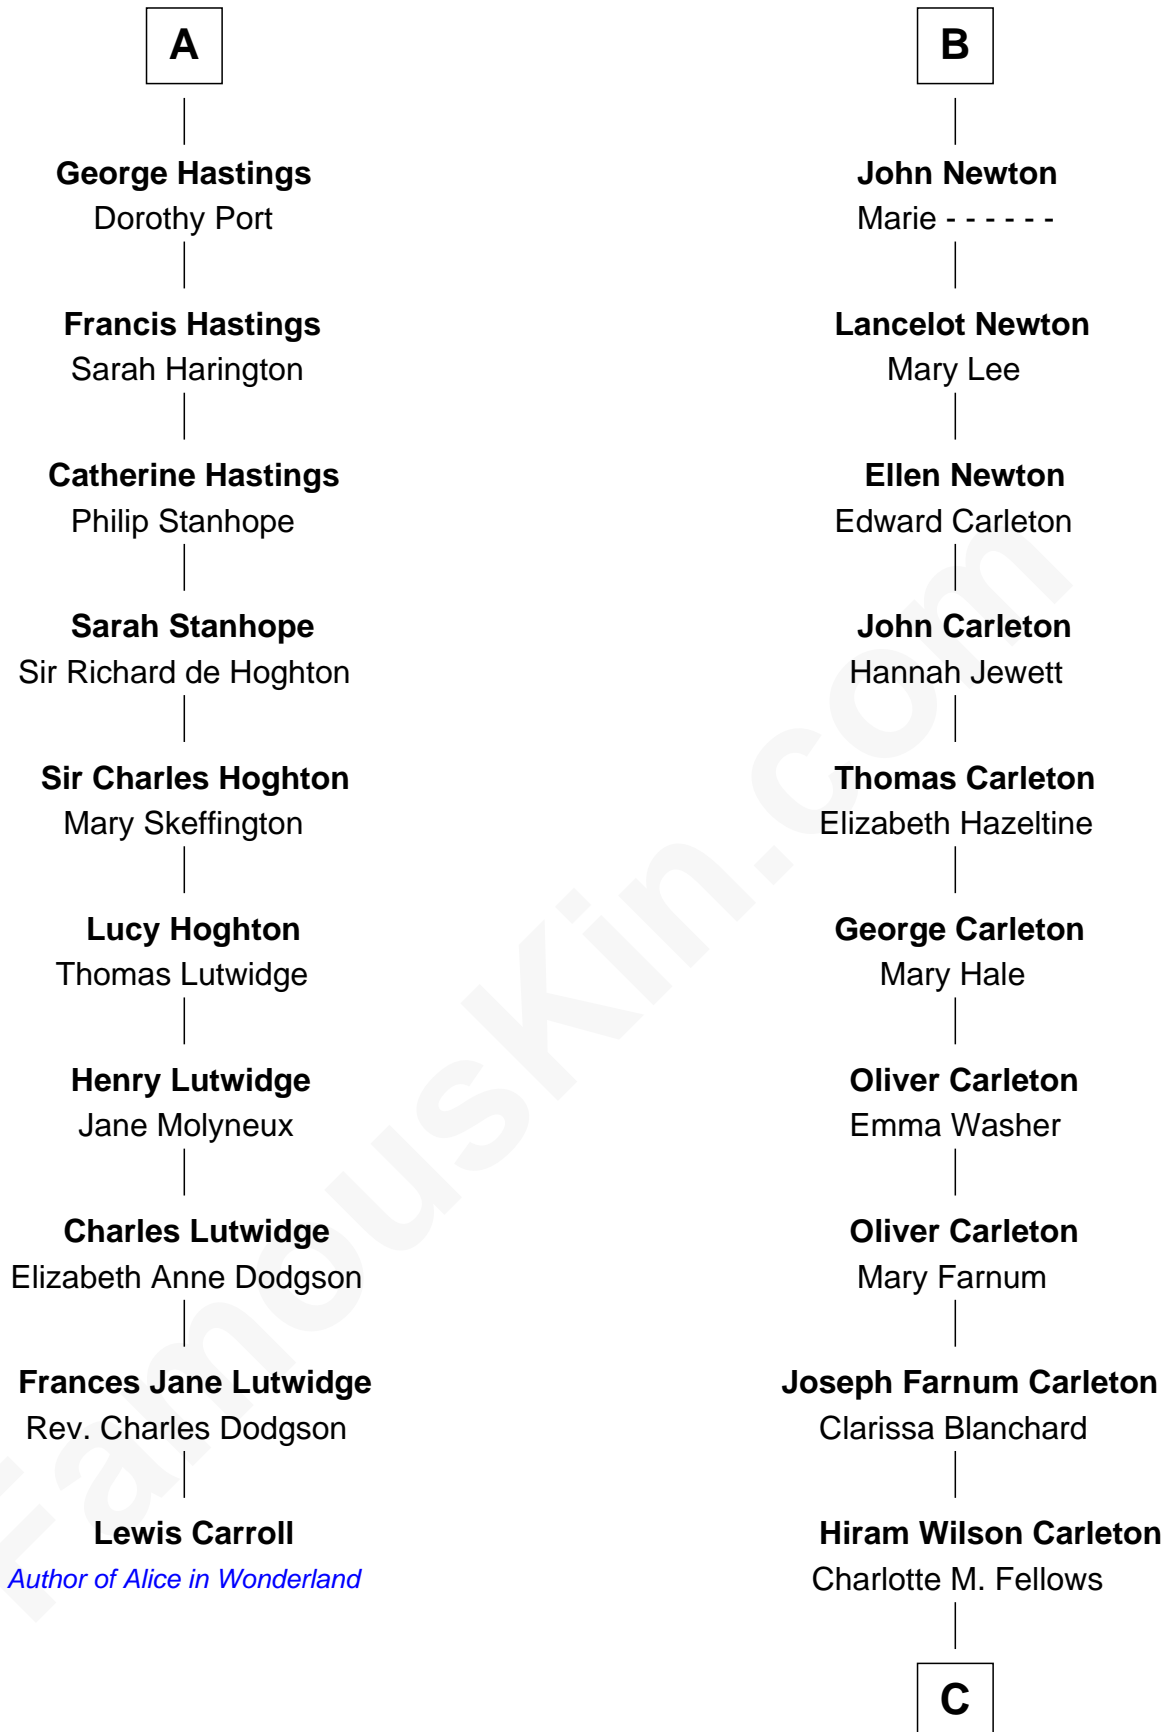 A
George Hastings
Dorothy Port
Francis Hastings
Sarah Harington
Catherine Hastings
Philip Stanhope
Sarah Stanhope
Sir Richard de Hoghton
Sir Charles Hoghton
Mary Skeffington
Lucy Hoghton
Thomas Lutwidge
Henry Lutwidge
Jane Molyneux
Charles Lutwidge
Elizabeth Anne Dodgson
Frances Jane Lutwidge
Rev. Charles Dodgson
Lewis Carroll
Author of Alice in Wonderland
B
John Newton
Marie - - - - - -
Lancelot Newton
Mary Lee
Ellen Newton
Edward Carleton
John Carleton
Hannah Jewett
Thomas Carleton
Elizabeth Hazeltine
George Carleton
Mary Hale
Oliver Carleton
Emma Washer
Oliver Carleton
Mary Farnum
Joseph Farnum Carleton
Clarissa Blanchard
Hiram Wilson Carleton
Charlotte M. Fellows
C
FamousKin.com